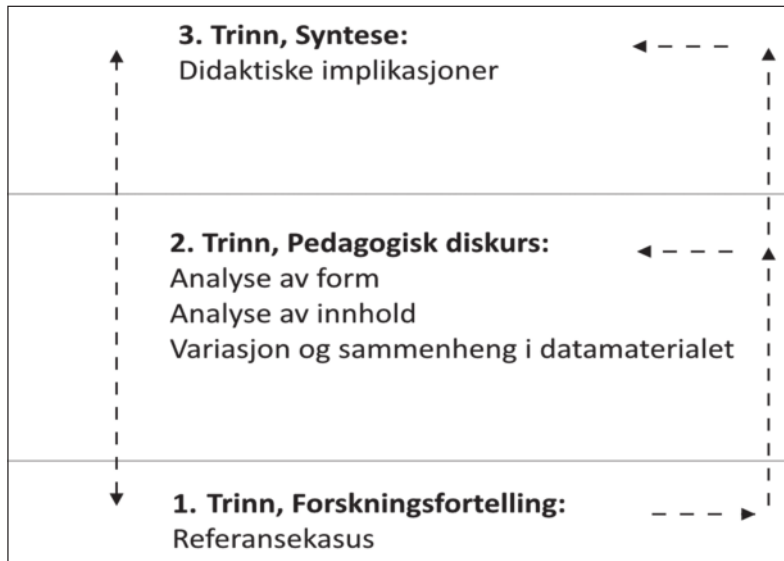 3. Trinn, Syntese:
Didaktiske implikasjoner
2. Trinn, Pedagogisk diskurs:
Analyse av form
Analyse av innhold
Variasjon og sammenheng i datamaterialet
1. Trinn, Forskningsfortelling:
Referansekasus